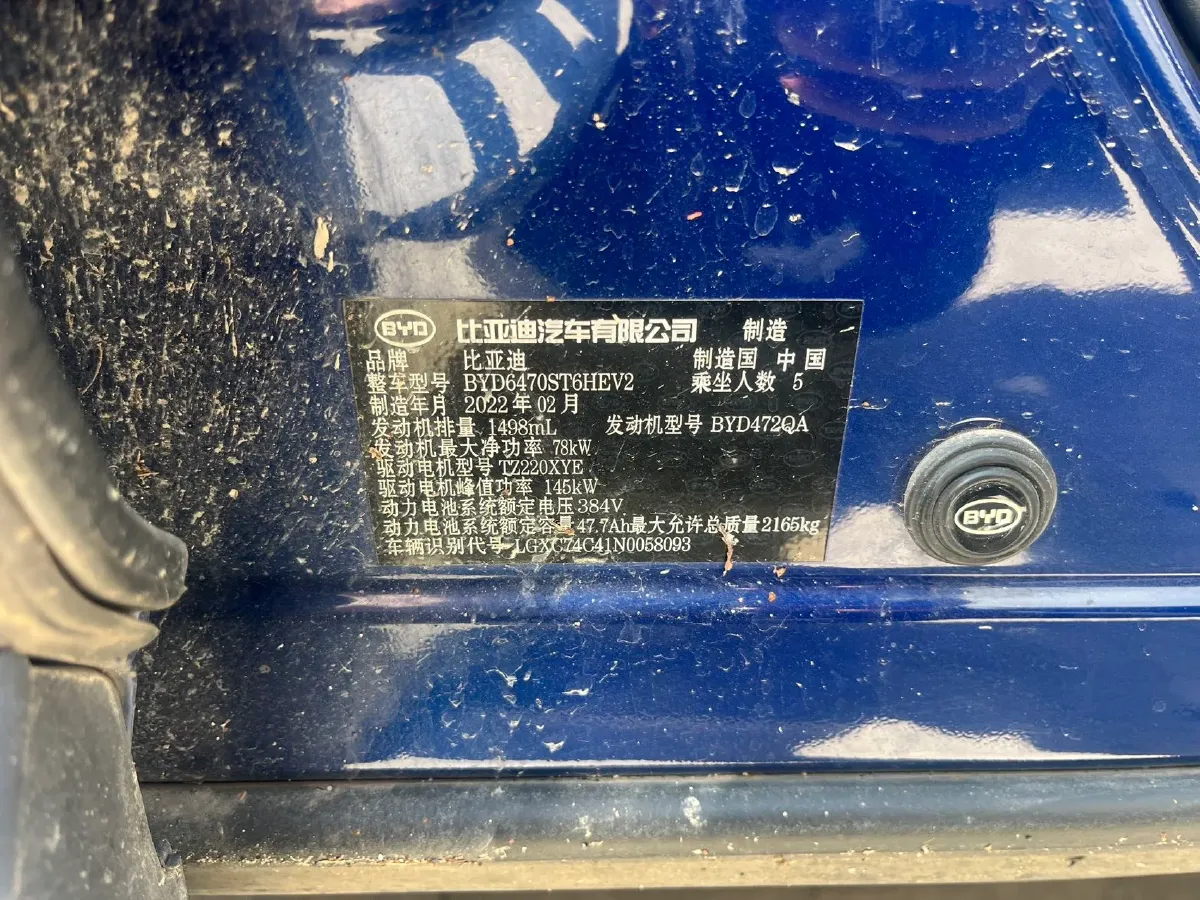 BYD 比亚迪汽车有限公司 制造
品牌 比亚迪 制造国 中国
整车型号 BYD6470ST6HEV2 乘坐人数 5
制造年月 2022年02月
发动机排量 1498mL 发动机型号 BYD472QA
发动机最大净功率 78kW
驱动电机型号 TZ220XYE
驱动电机峰值功率 145kW
动力电池系统额定电压 384V
动力电池系统额定容量 47.7Ah 最大允许总质量 2165kg
车辆识别代号 LGXC74C41N0058093
BYD